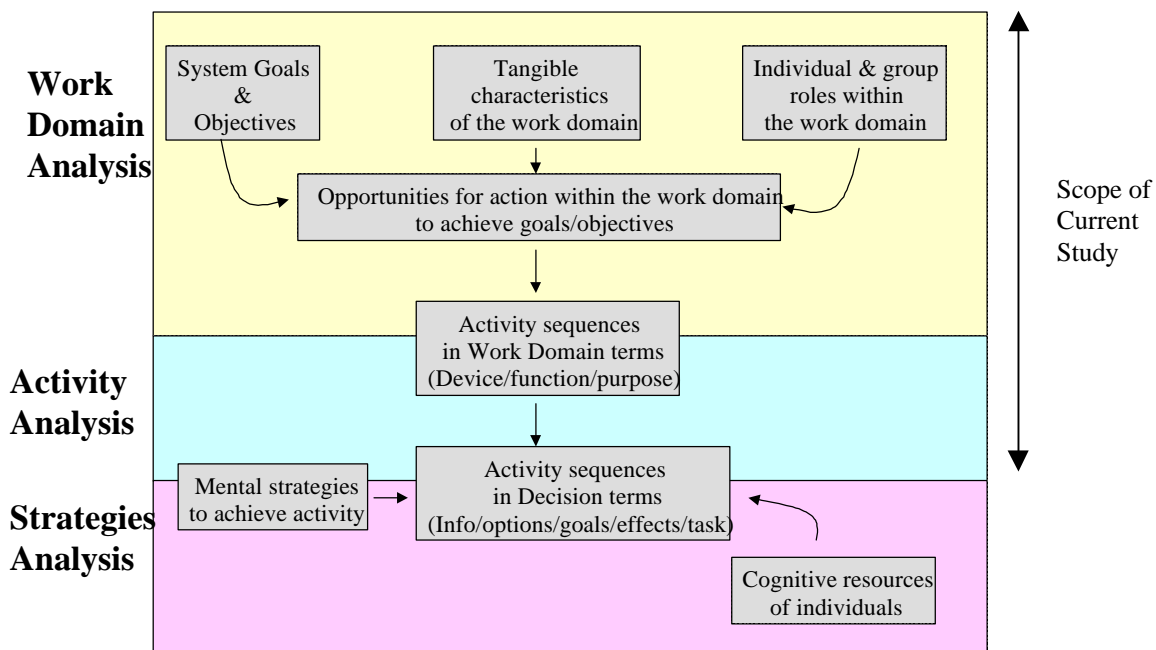 Work
Domain
Analysis
System Goals
&
Objectives
Tangible
characteristics
of the work domain
Individual & group
roles within
the work domain
Opportunities for action within the work domain
to achieve goals/objectives
Scope of
Current
Study
Activity sequences
in Work Domain terms
(Device/function/purpose)
Activity
Analysis
Activity sequences
in Decision terms
(Info/options/goals/effects/task)
Mental strategies
to achieve activity
Strategies
Analysis
Cognitive resources
of individuals